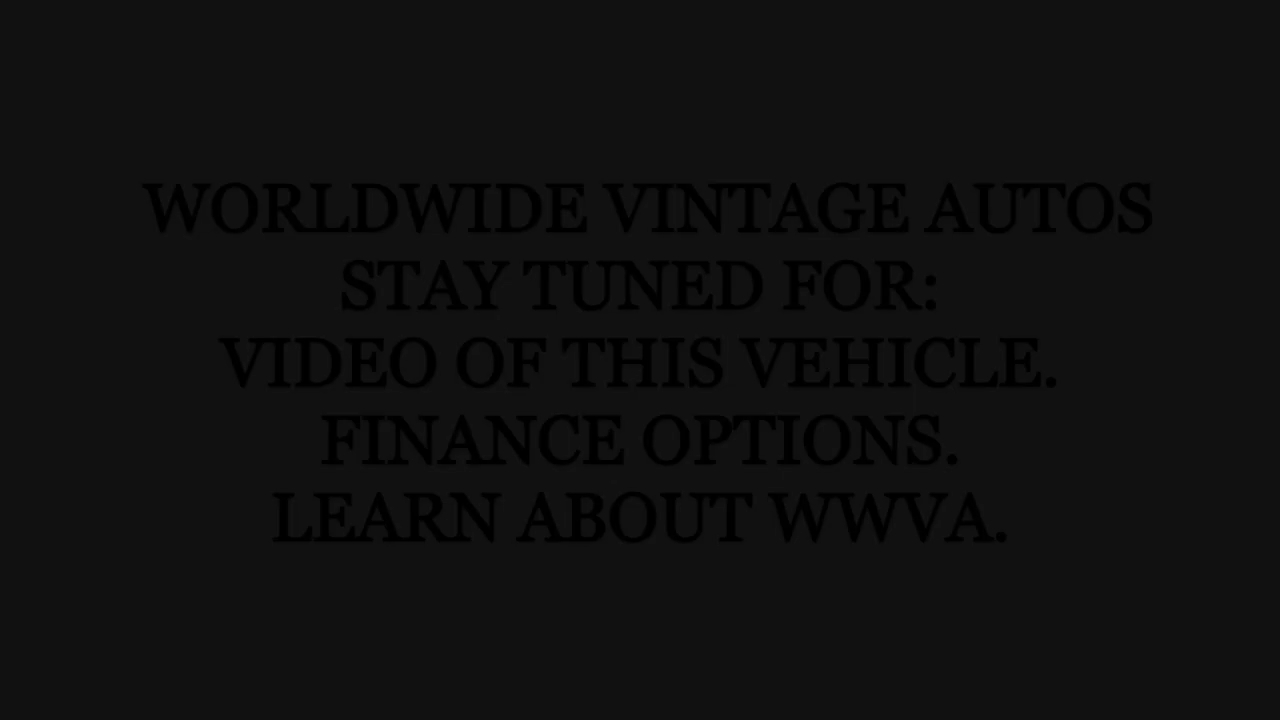 WORLDWIDE VINTAGE AUTOS
STAY TUNED FOR:
VIDEO OF THIS VEHICLE.
FINANCE OPTIONS.
LEARN ABOUT WWVA.